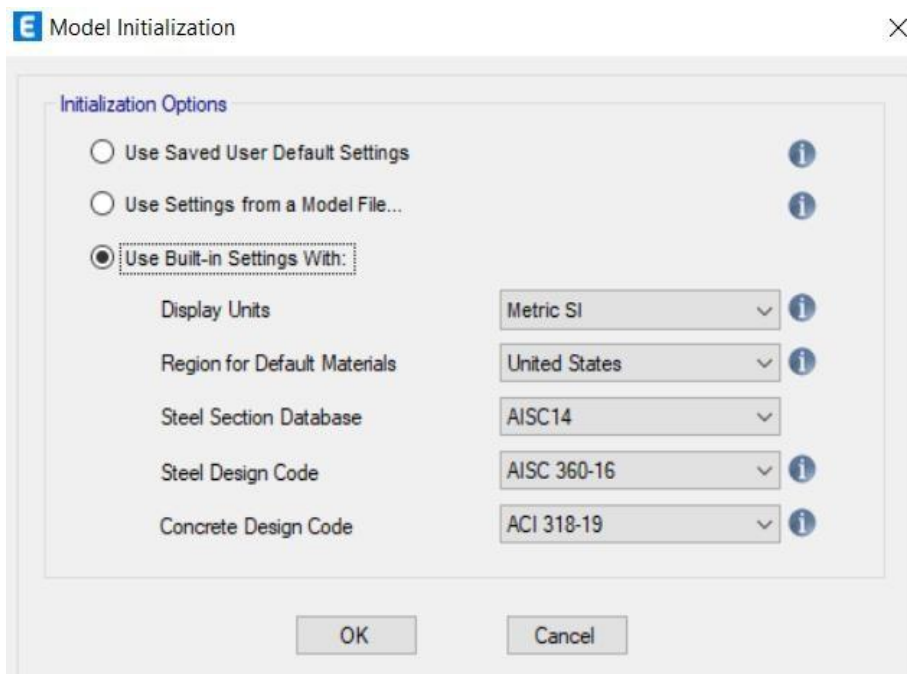 E Model Initialization
Initialization Options
Use Saved User Default Settings
Use Settings from a Model File...
Use Built-in Settings With:
Display Units Metric SI
Region for Default Materials United States
Steel Section Database AISC14
Steel Design Code AISC 360-16
Concrete Design Code ACI 318-19
OK Cancel